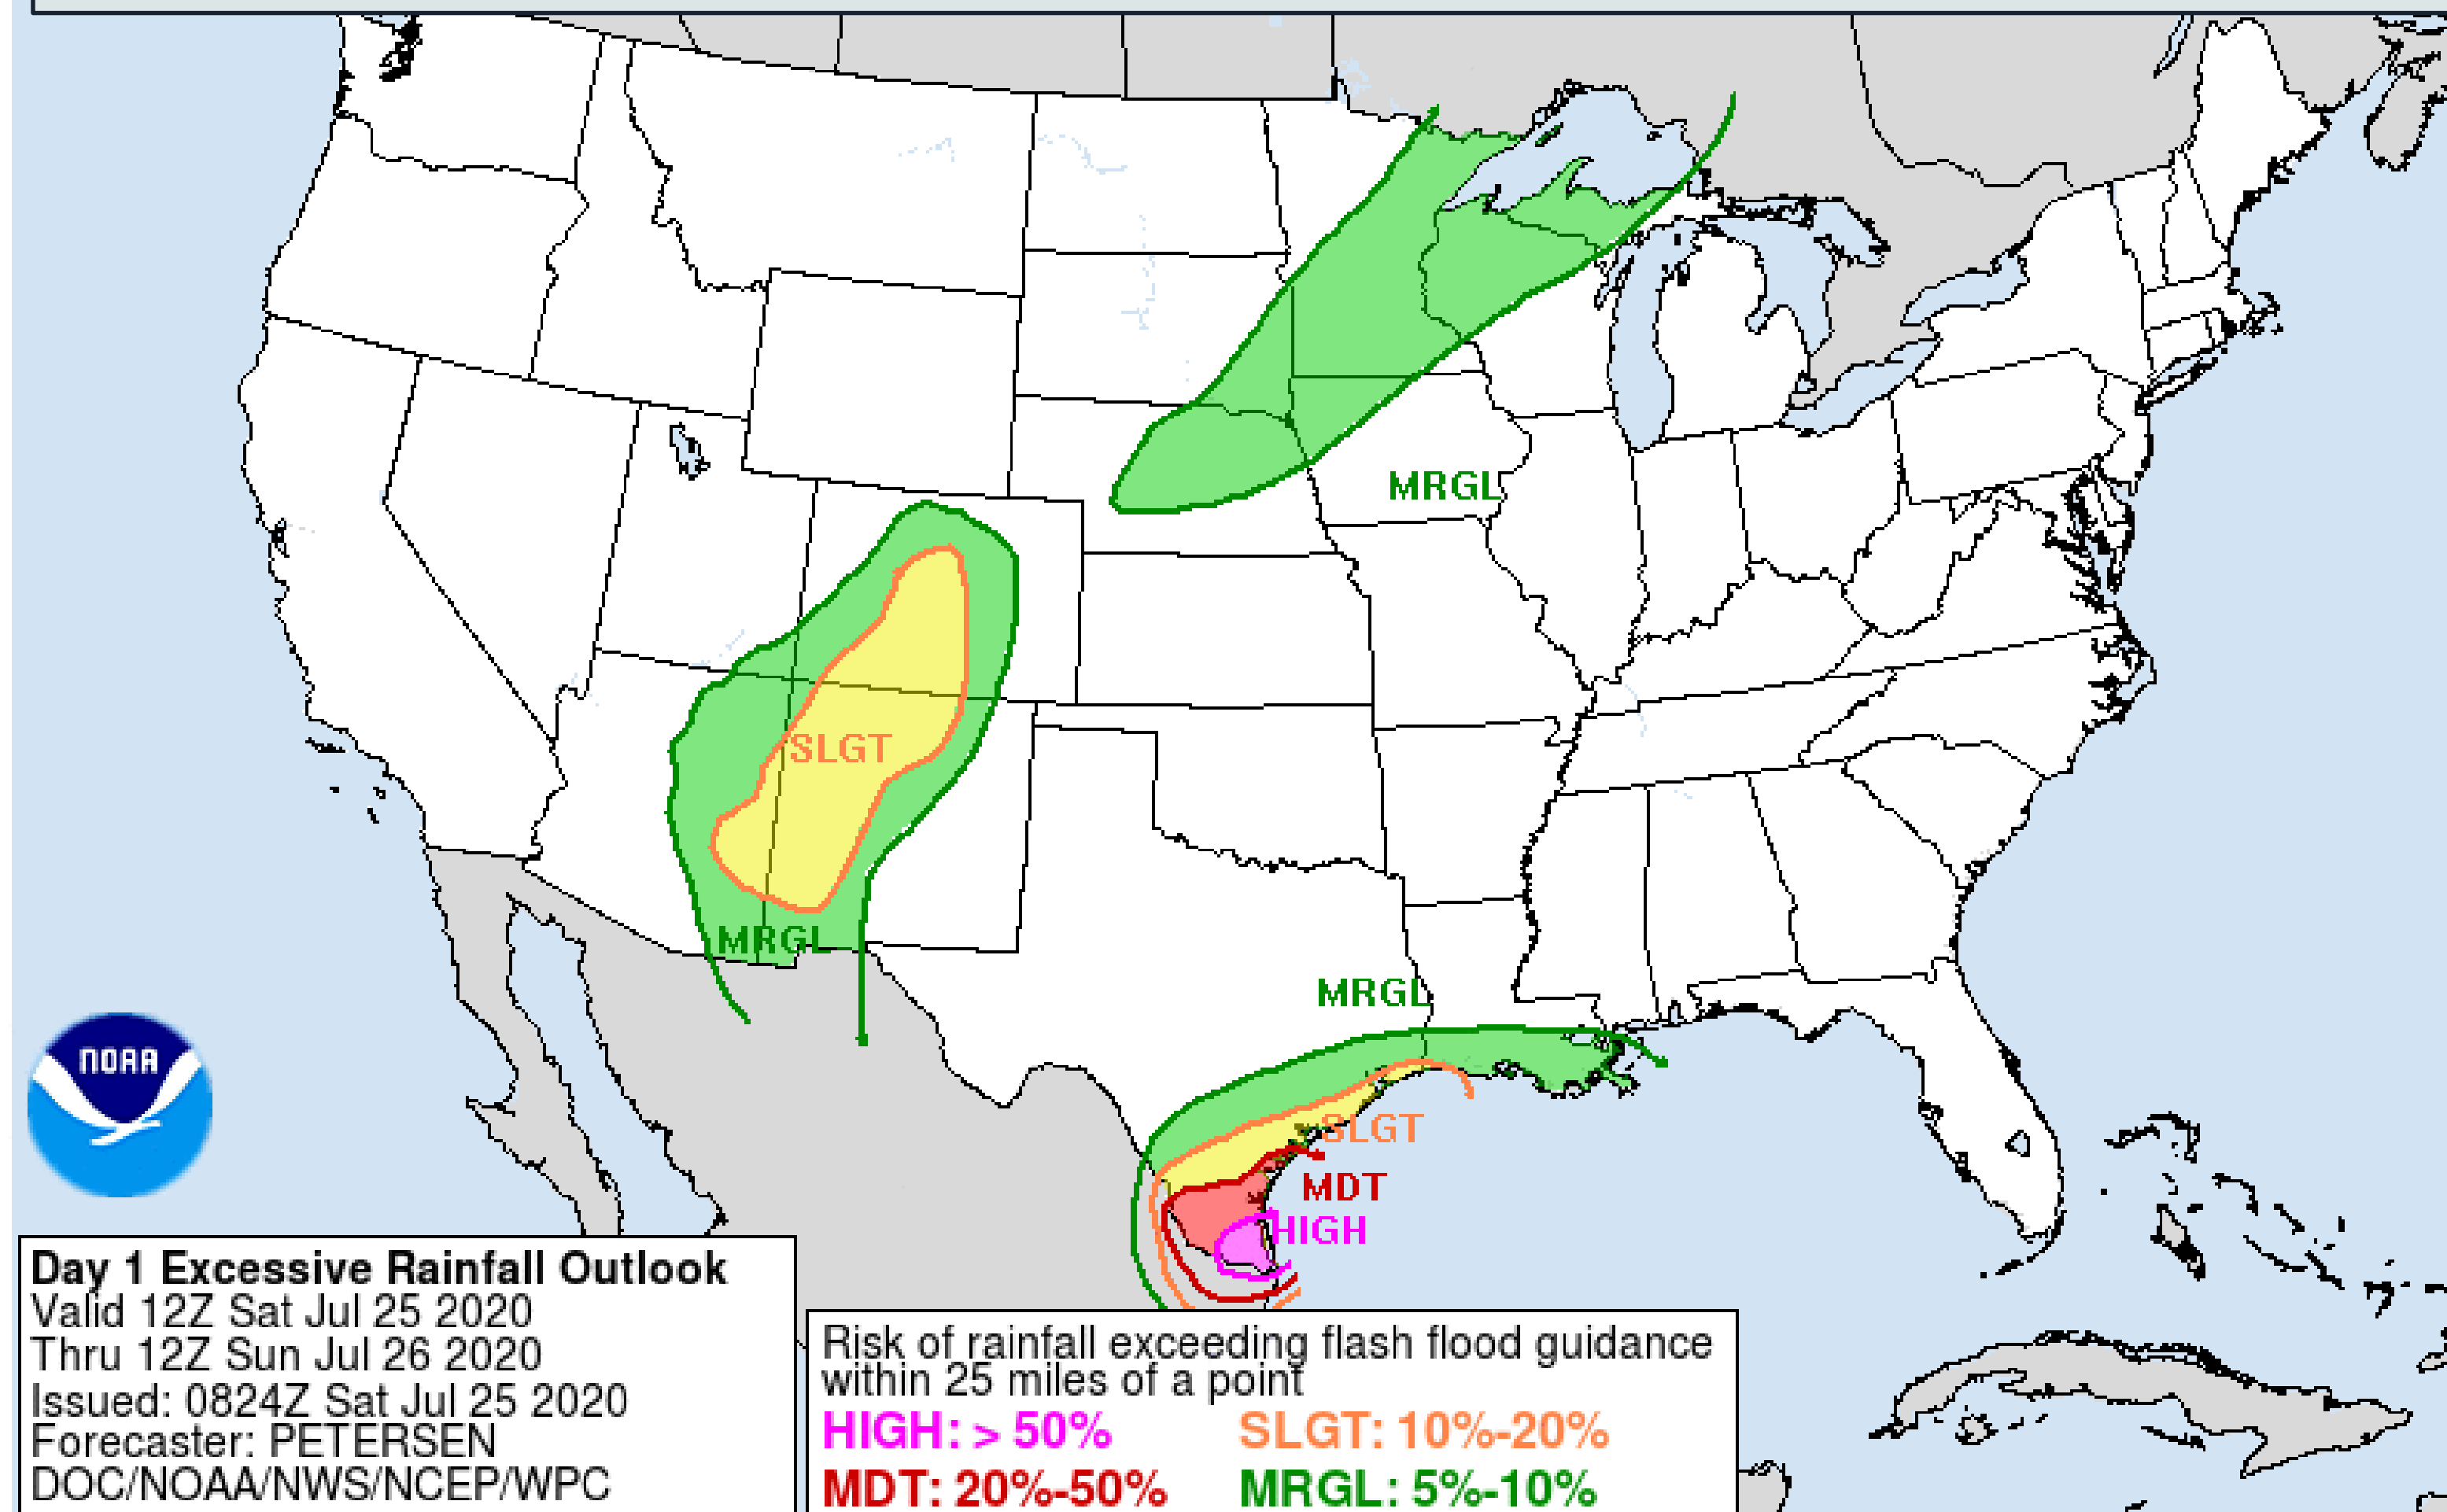 MRGL
SLGT
MRGL
MRGL
SLGT
MDT
HIGH
NOAA
Day 1 Excessive Rainfall Outlook
Valid 12Z Sat Jul 25 2020
Thru 12Z Sun Jul 26 2020
Issued: 0824Z Sat Jul 25 2020
Forecaster: PETERSEN
DOC/NOAA/NWS/NCEP/WPC
Risk of rainfall exceeding flash flood guidance
within 25 miles of a point
HIGH: > 50% SLGT: 10%-20%
MDT: 20%-50% MRGL: 5%-10%